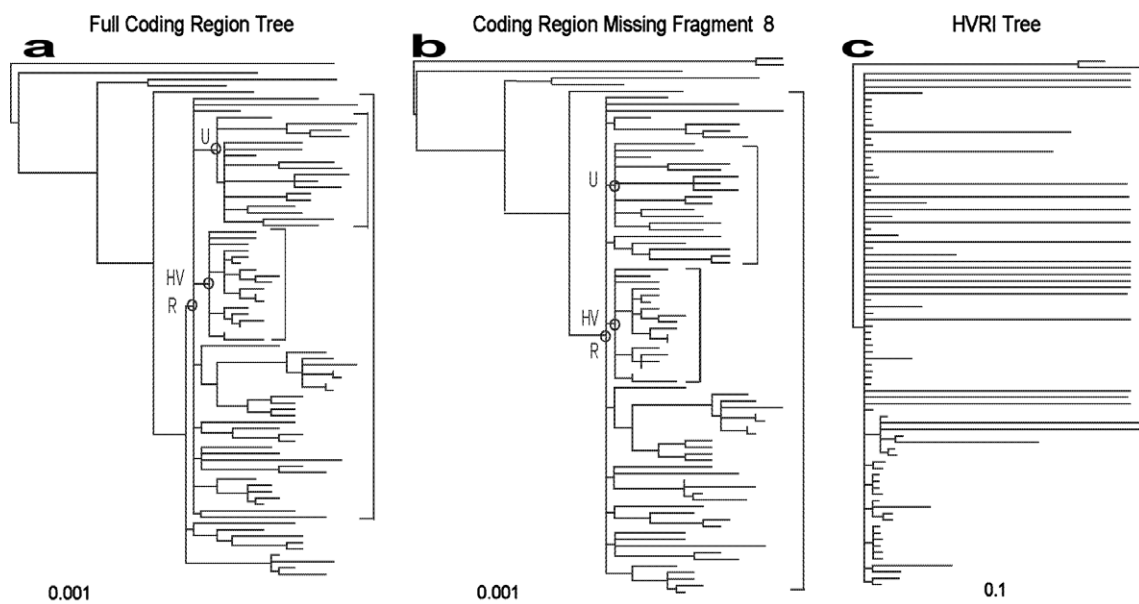 Full Coding Region Tree
Coding Region Missing Fragment 8
HVRI Tree
a
b
c
U
HV
R
U
HV
R
0.001
0.001
0.1